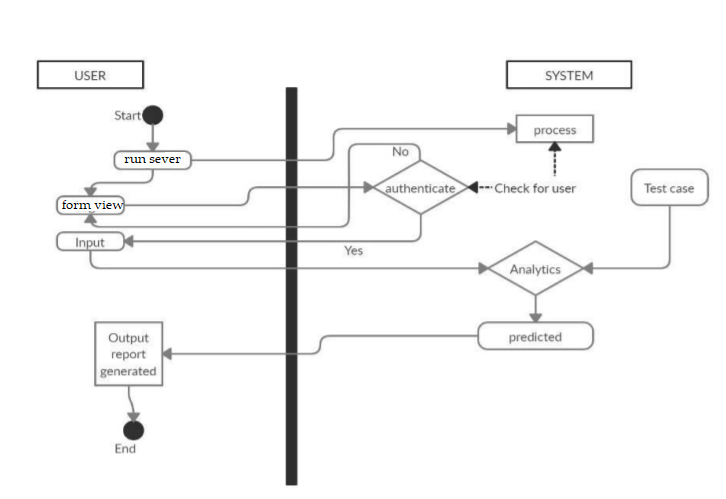 USER
SYSTEM
Start
process
run sever
No
authenticate
Check for user
Test case
form view
Input
Yes
Analytics
Output
report
generated
predicted
End